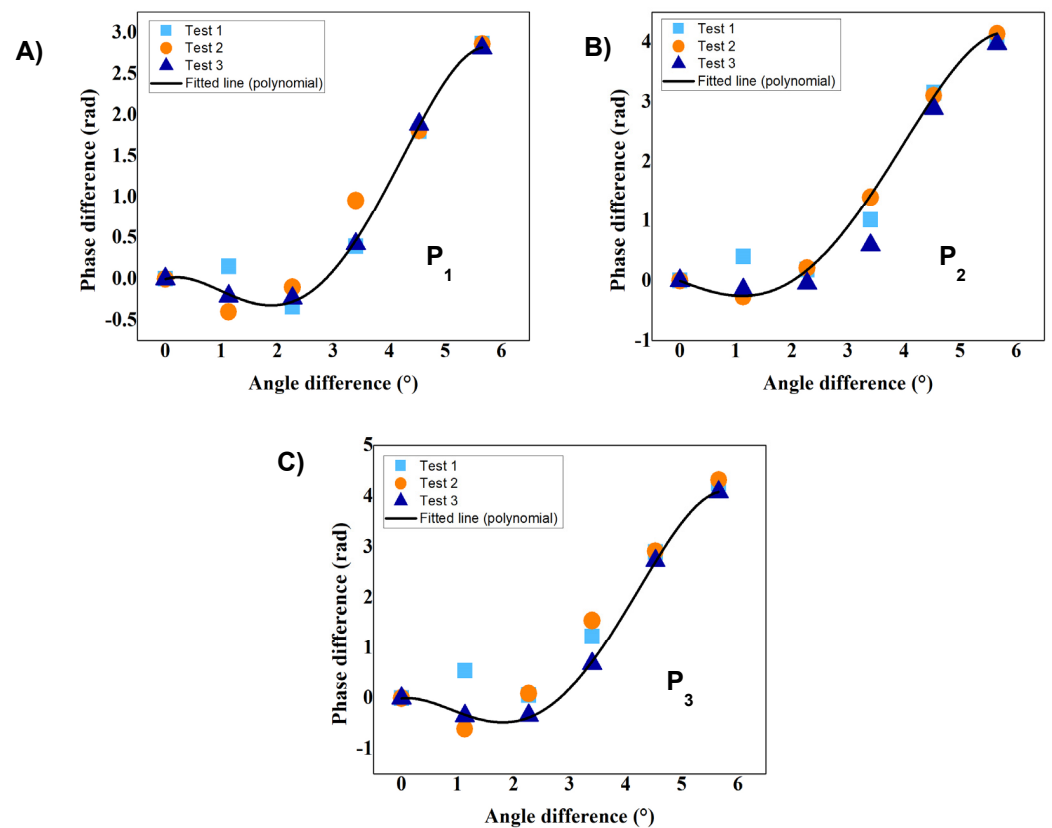 A)
3.0
2.5
2.0
1.5
1.0
0.5
0.0
-0.5
Phase difference (rad)
Test 1
Test 2
Test 3
Fitted line (polynomial)
P1
0 1 2 3 4 5 6
Angle difference (°)
B)
4
3
2
1
0
-1
Phase difference (rad)
Test 1
Test 2
Test 3
Fitted line (polynomial)
P2
0 1 2 3 4 5 6
Angle difference (°)
C)
5
4
3
2
1
0
-1
Phase difference (rad)
Test 1
Test 2
Test 3
Fitted line (polynomial)
P3
0 1 2 3 4 5 6
Angle difference (°)